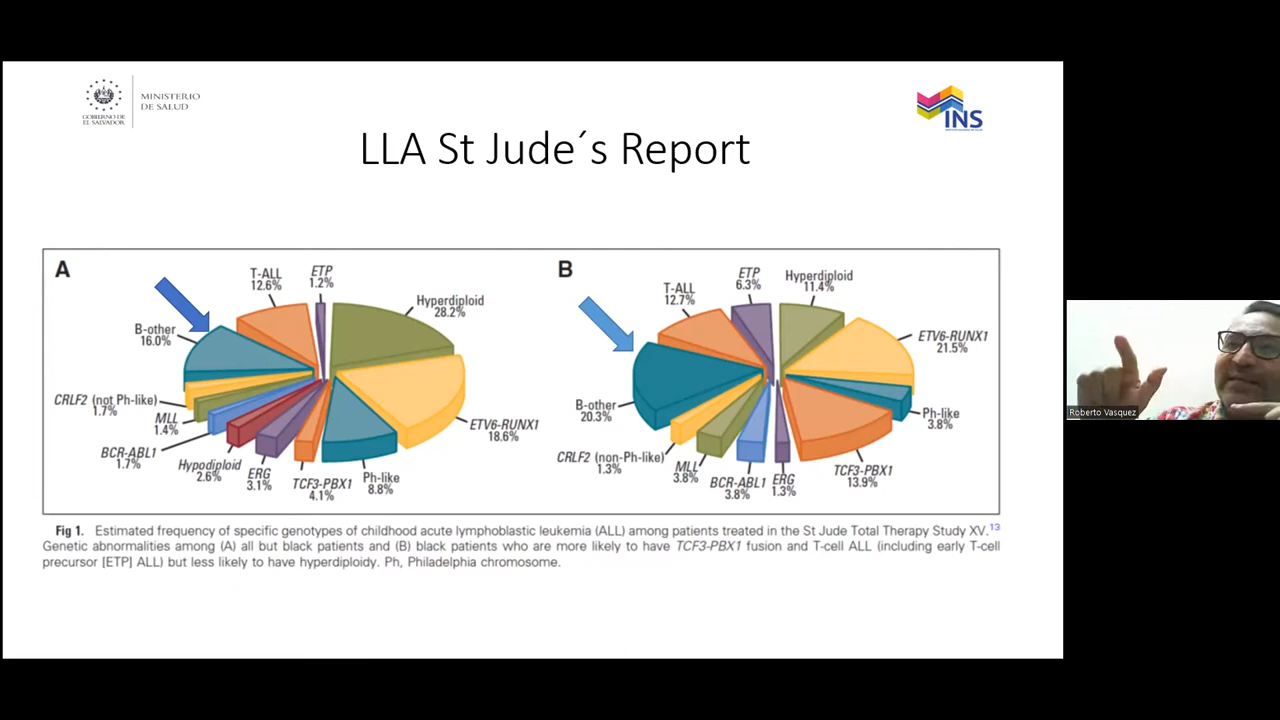 GOBIERNO DE
EL SALVADOR
MINISTERIO
DE SALUD
INS
LLA St Jude´s Report
A
T-ALL
12.6%
ETP
1.2%
Hyperdiploid
28.2%
B-other
16.0%
CRLF2 (not Ph-like)
1.7%
MLL
1.4%
BCR-ABL1
1.7%
Hypodiploid
2.6%
ERG
3.1%
TCF3-PBX1
4.1%
Ph-like
8.8%
ETV6-RUNX1
18.6%
B
T-ALL
12.7%
ETP
6.3%
Hyperdiploid
11.4%
ETV6-RUNX1
21.5%
B-other
20.3%
CRLF2 (non-Ph-like)
1.3%
MLL
3.8%
BCR-ABL1
3.8%
ERG
1.3%
TCF3-PBX1
13.9%
Ph-like
3.8%
Fig 1. Estimated frequency of specific genotypes of childhood acute lymphoblastic leukemia (ALL) among patients treated in the St Jude Total Therapy Study XV.13
Genetic abnormalities among (A) all but black patients and (B) black patients who are more likely to have TCF3-PBX1 fusion and T-cell ALL (including early T-cell
precursor [ETP] ALL) but less likely to have hyperdiploidy. Ph, Philadelphia chromosome.
Roberto Vasquez